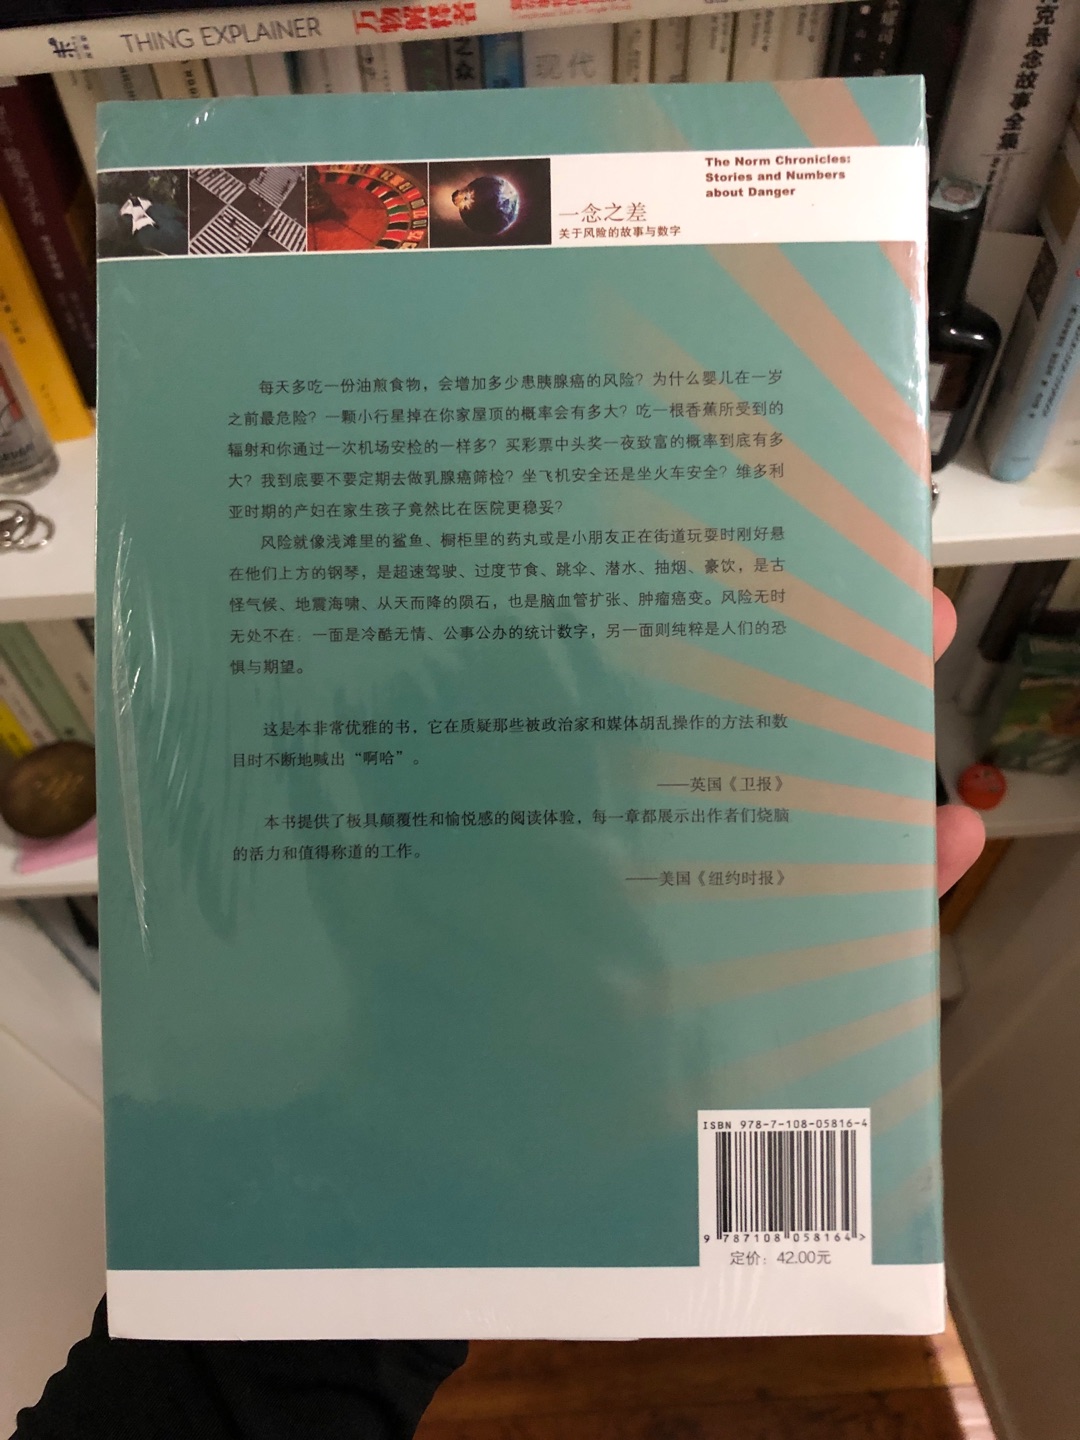 THING EXPLAINER
万物解释者
现代
克悬念故事全集
The Norm Chronicles:
Stories and Numbers
about Danger
一念之差
关于风险的故事与数字
每天多吃一份油煎食物，会增加多少患胰腺癌的风险？为什么婴儿在一岁
之前最危险？一颗小行星掉在你家屋顶的概率会有多大？吃一根香蕉所受到的
辐射和你通过一次机场安检的一样多？买彩票中头奖一夜致富的概率到底有多
大？我到底要不要定期去做乳腺癌筛检？坐飞机安全还是坐火车安全？维多利
亚时期的产妇在家生孩子竟然比在医院更稳妥？
风险就像浅滩里的鲨鱼、橱柜里的药丸或是小朋友正在街道玩耍时刚好悬
在他们上方的钢琴，是超速驾驶、过度节食、跳伞、潜水、抽烟、豪饮，是古
怪气候、地震海啸、从天而降的陨石，也是脑血管扩张、肿瘤癌变。风险无时
无处不在：一面是冷酷无情、公事公办的统计数字，另一面则纯粹是人们的恐
惧与期望。
这是本非常优雅的书，它在质疑那些被政治家和媒体胡乱操作的方法和数
目时不断地喊出“啊哈”。
——英国《卫报》
本书提供了极具颠覆性和愉悦感的阅读体验，每一章都展示出作者们烧脑
的活力和值得称道的工作。
——美国《纽约时报》
ISBN 978-7-108-05816-4
9 787108 058164 >
定价：42.00元